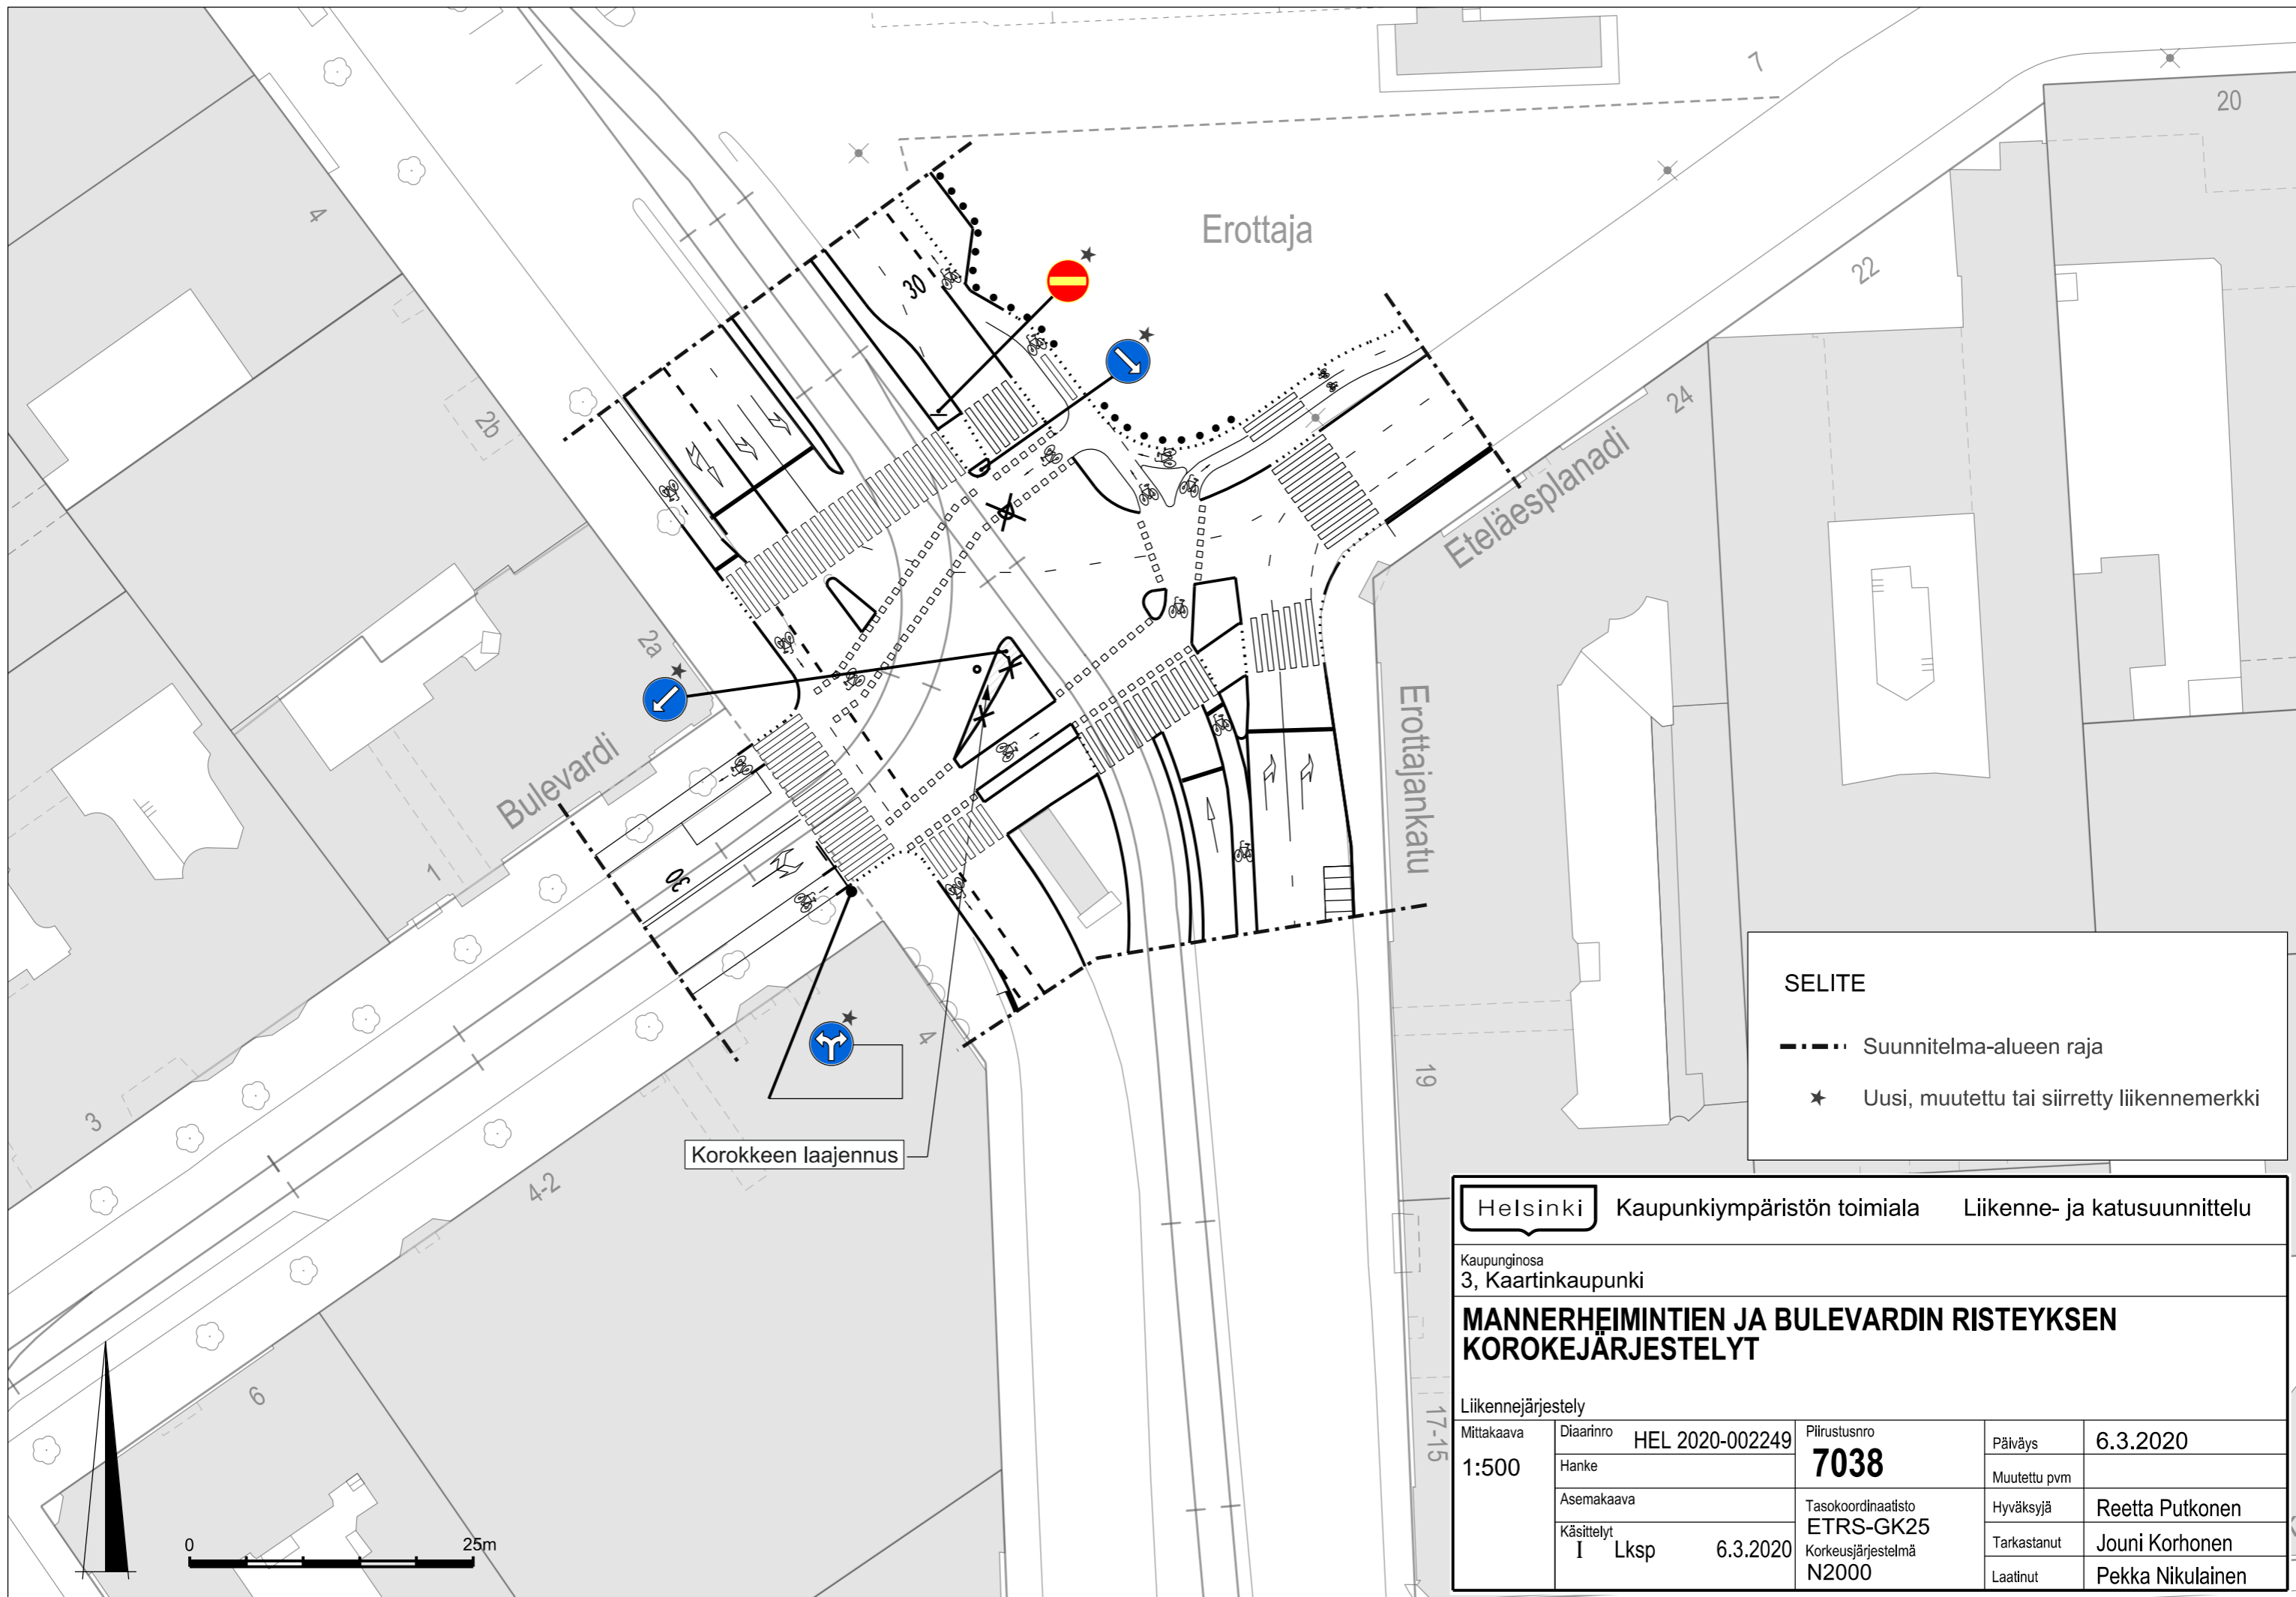 7
20
Erottaja
4
30
22
2b
24
Eteläesplanadi
2a
Bulevardi
Erottajankatu
1
30
4
19
3
4-2
Korokkeen laajennus
6
17-15
0 25m
SELITE
Suunnitelma-alueen raja
Uusi, muutettu tai siirretty liikennemerkki
Helsinki Kaupunkiympäristön toimiala Liikenne- ja katusuunnittelu
Kaupunginosa
3, Kaartinkaupunki
MANNERHEIMINTIEN JA BULEVARDIN RISTEYKSEN
KOROKEJÄRJESTELYT
Liikennejärjestely
Mittakaava
1:500
Diaarinro HEL 2020-002249
Hanke
Asemakaava
Käsittelyt
I Lksp 6.3.2020
Piirustusnro
7038
Tasokoordinaatisto
ETRS-GK25
Korkeusjärjestelmä
N2000
Päiväys 6.3.2020
Muutettu pvm
Hyväksyjä Reetta Putkonen
Tarkastanut Jouni Korhonen
Laatinut Pekka Nikulainen